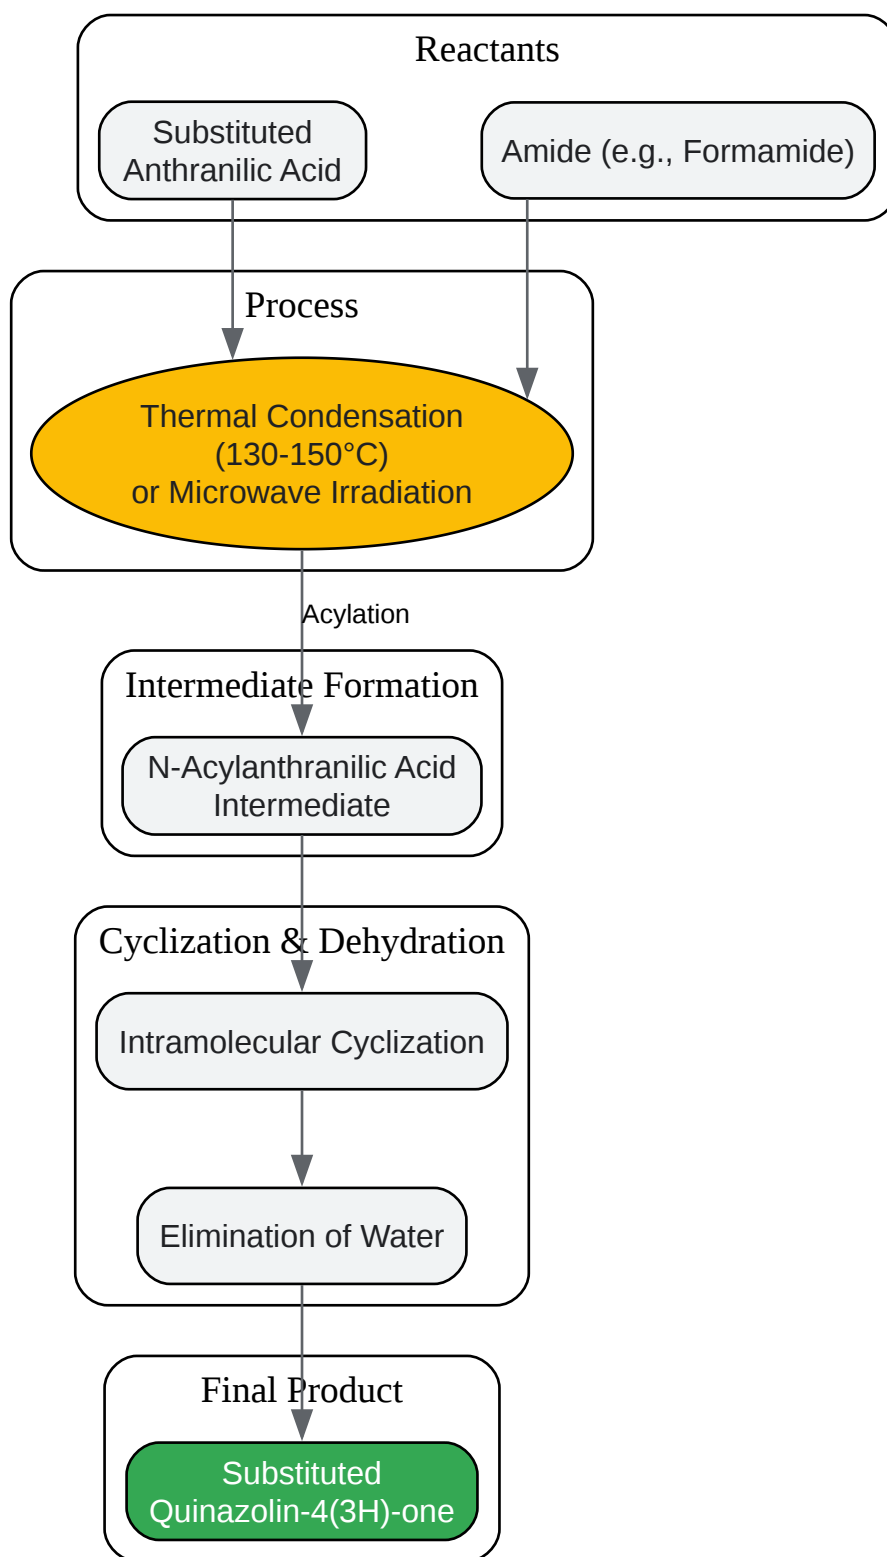 Reactants
Substituted
Anthranilic Acid
Amide (e.g., Formamide)
Process
Thermal Condensation
(130-150°C)
or Microwave Irradiation
Acylation
Intermediate Formation
N-Acylanthranilic Acid
Intermediate
Cyclization & Dehydration
Intramolecular Cyclization
Elimination of Water
Final Product
Substituted
Quinazolin-4(3H)-one